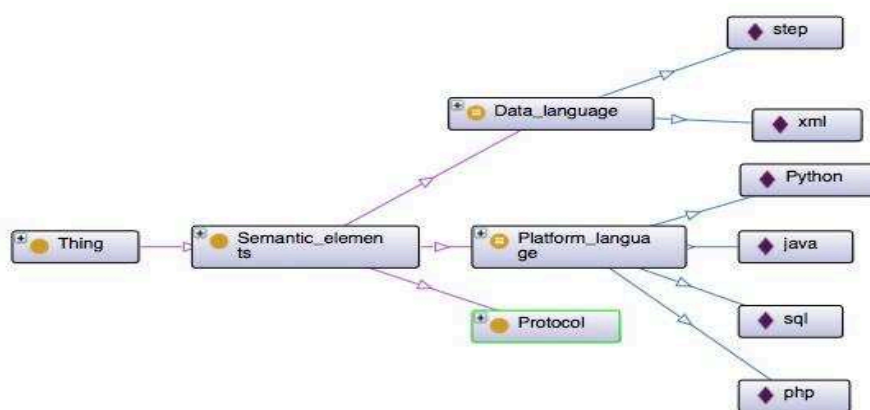 step
Data_language
xml
Python
Thing
Semantic_elemen
ts
Platform_langua
ge
java
Protocol
sql
php